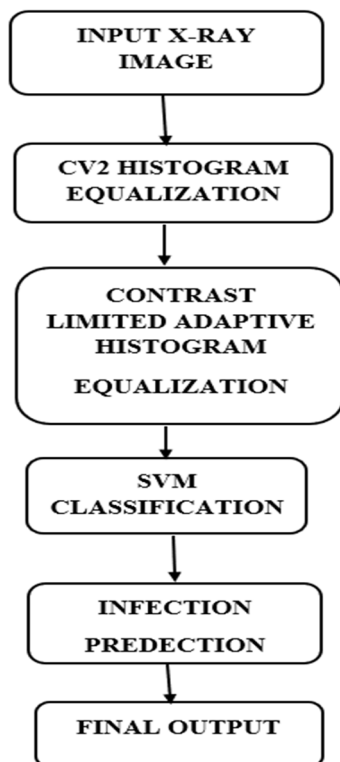 INPUT X-RAY
IMAGE
CV2 HISTOGRAM
EQUALIZATION
CONTRAST
LIMITED ADAPTIVE
HISTOGRAM
EQUALIZATION
SVM
CLASSIFICATION
INFECTION
PREDECTION
FINAL OUTPUT